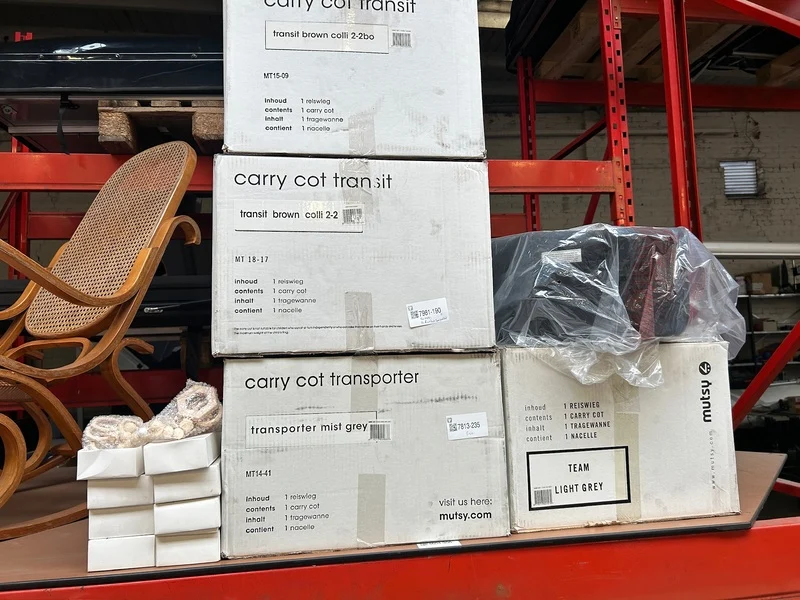 carry cot transit
transit brown colli 2-2bo
MT15-09
inhoud 1 reiswieg
contents 1 carry cot
inhalt 1 tragewanne
contient 1 nacelle
carry cot transit
transit brown colli 2-2
MT 18-17
inhoud 1 reiswieg
contents 1 carry cot
inhalt 1 tragewanne
contient 1 nacelle
7981-190
carry cot transporter
transporter mist grey
7813-235
MT14-41
inhoud 1 reiswieg
contents 1 carry cot
inhalt 1 tragewanne
contient 1 nacelle
visit us here:
mutsy.com
inhoud 1 REISWIEG
contents 1 CARRY COT
inhalt 1 TRAGEWANNE
contient 1 NACELLE
TEAM
LIGHT GREY
mutsy
www.mutsy.com